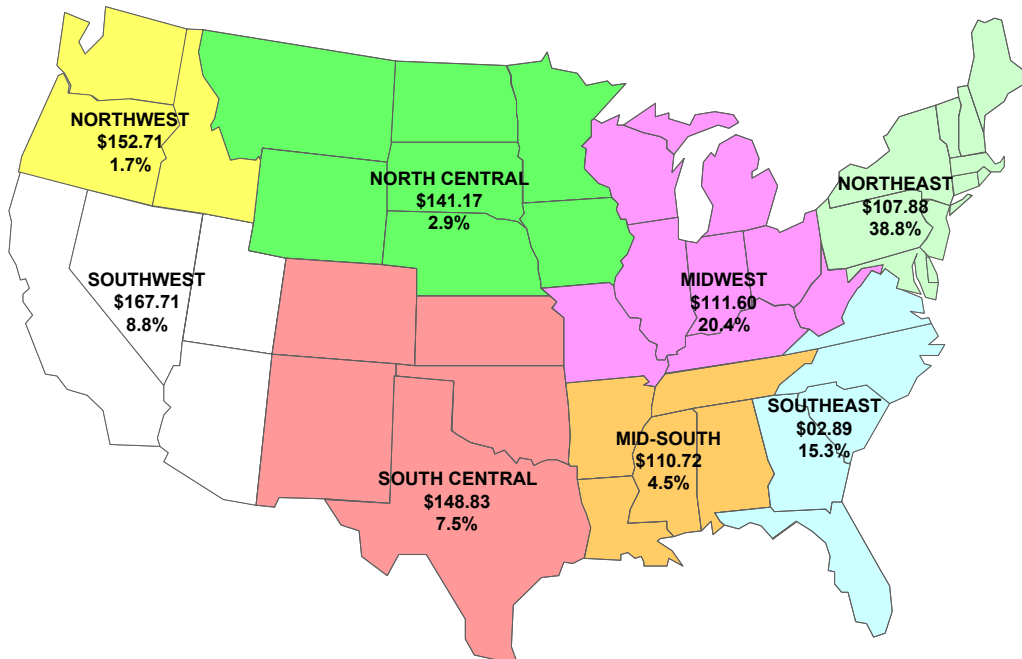 NORTHWEST
$152.71
1.7%
NORTH CENTRAL
$141.17
2.9%
NORTHEAST
$107.88
38.8%
SOUTHWEST
$167.71
8.8%
MIDWEST
$111.60
20.4%
SOUTHEAST
$02.89
15.3%
MID-SOUTH
$110.72
4.5%
SOUTH CENTRAL
$148.83
7.5%